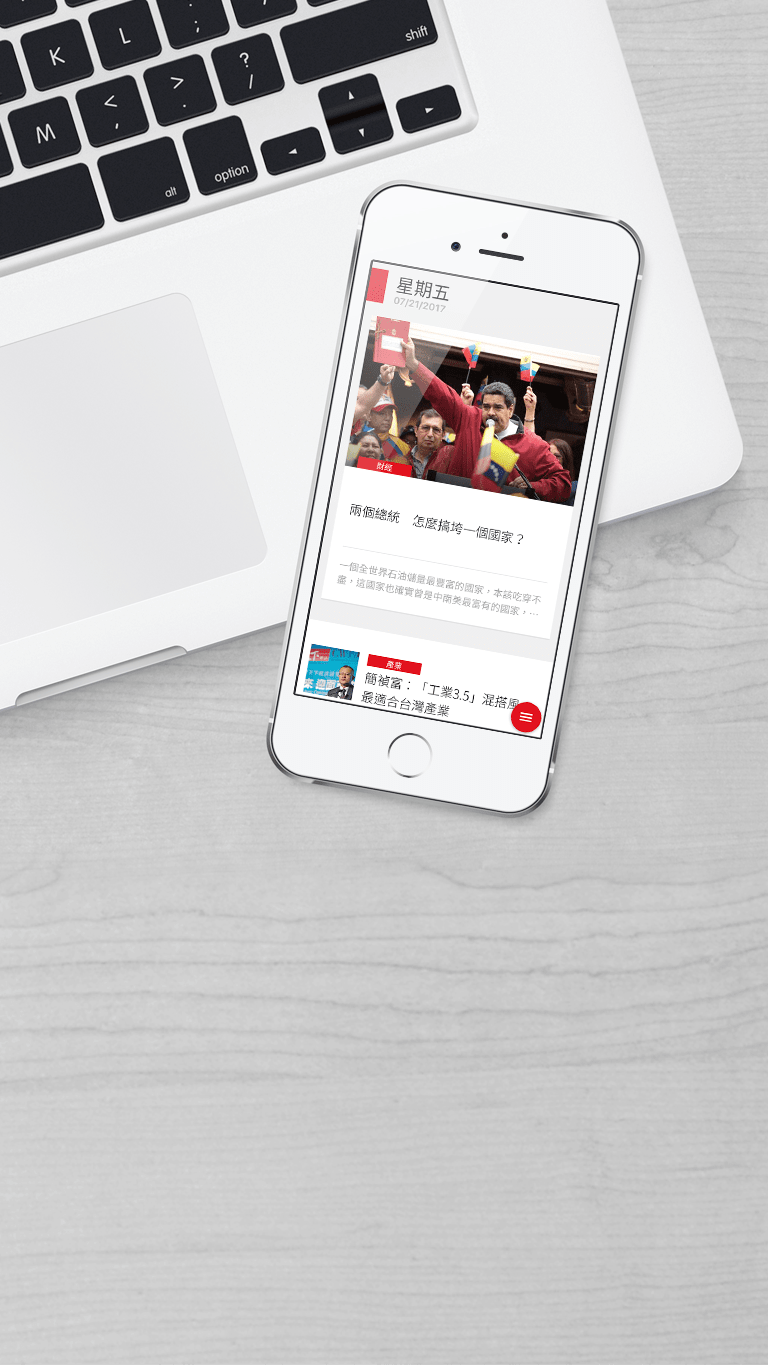 K
L
:
;
shift
M
<
,
>
.
?
/
alt
option
星期五
07/21/2017
財經
兩個總統　怎麼搞垮一個國家？
一個全世界石油儲量最豐富的國家，本該吃穿不
盡，這國家也確實曾是中南美最富有的國家，…
產業
簡禎富：「工業3.5」混搭風
最適合台灣產業